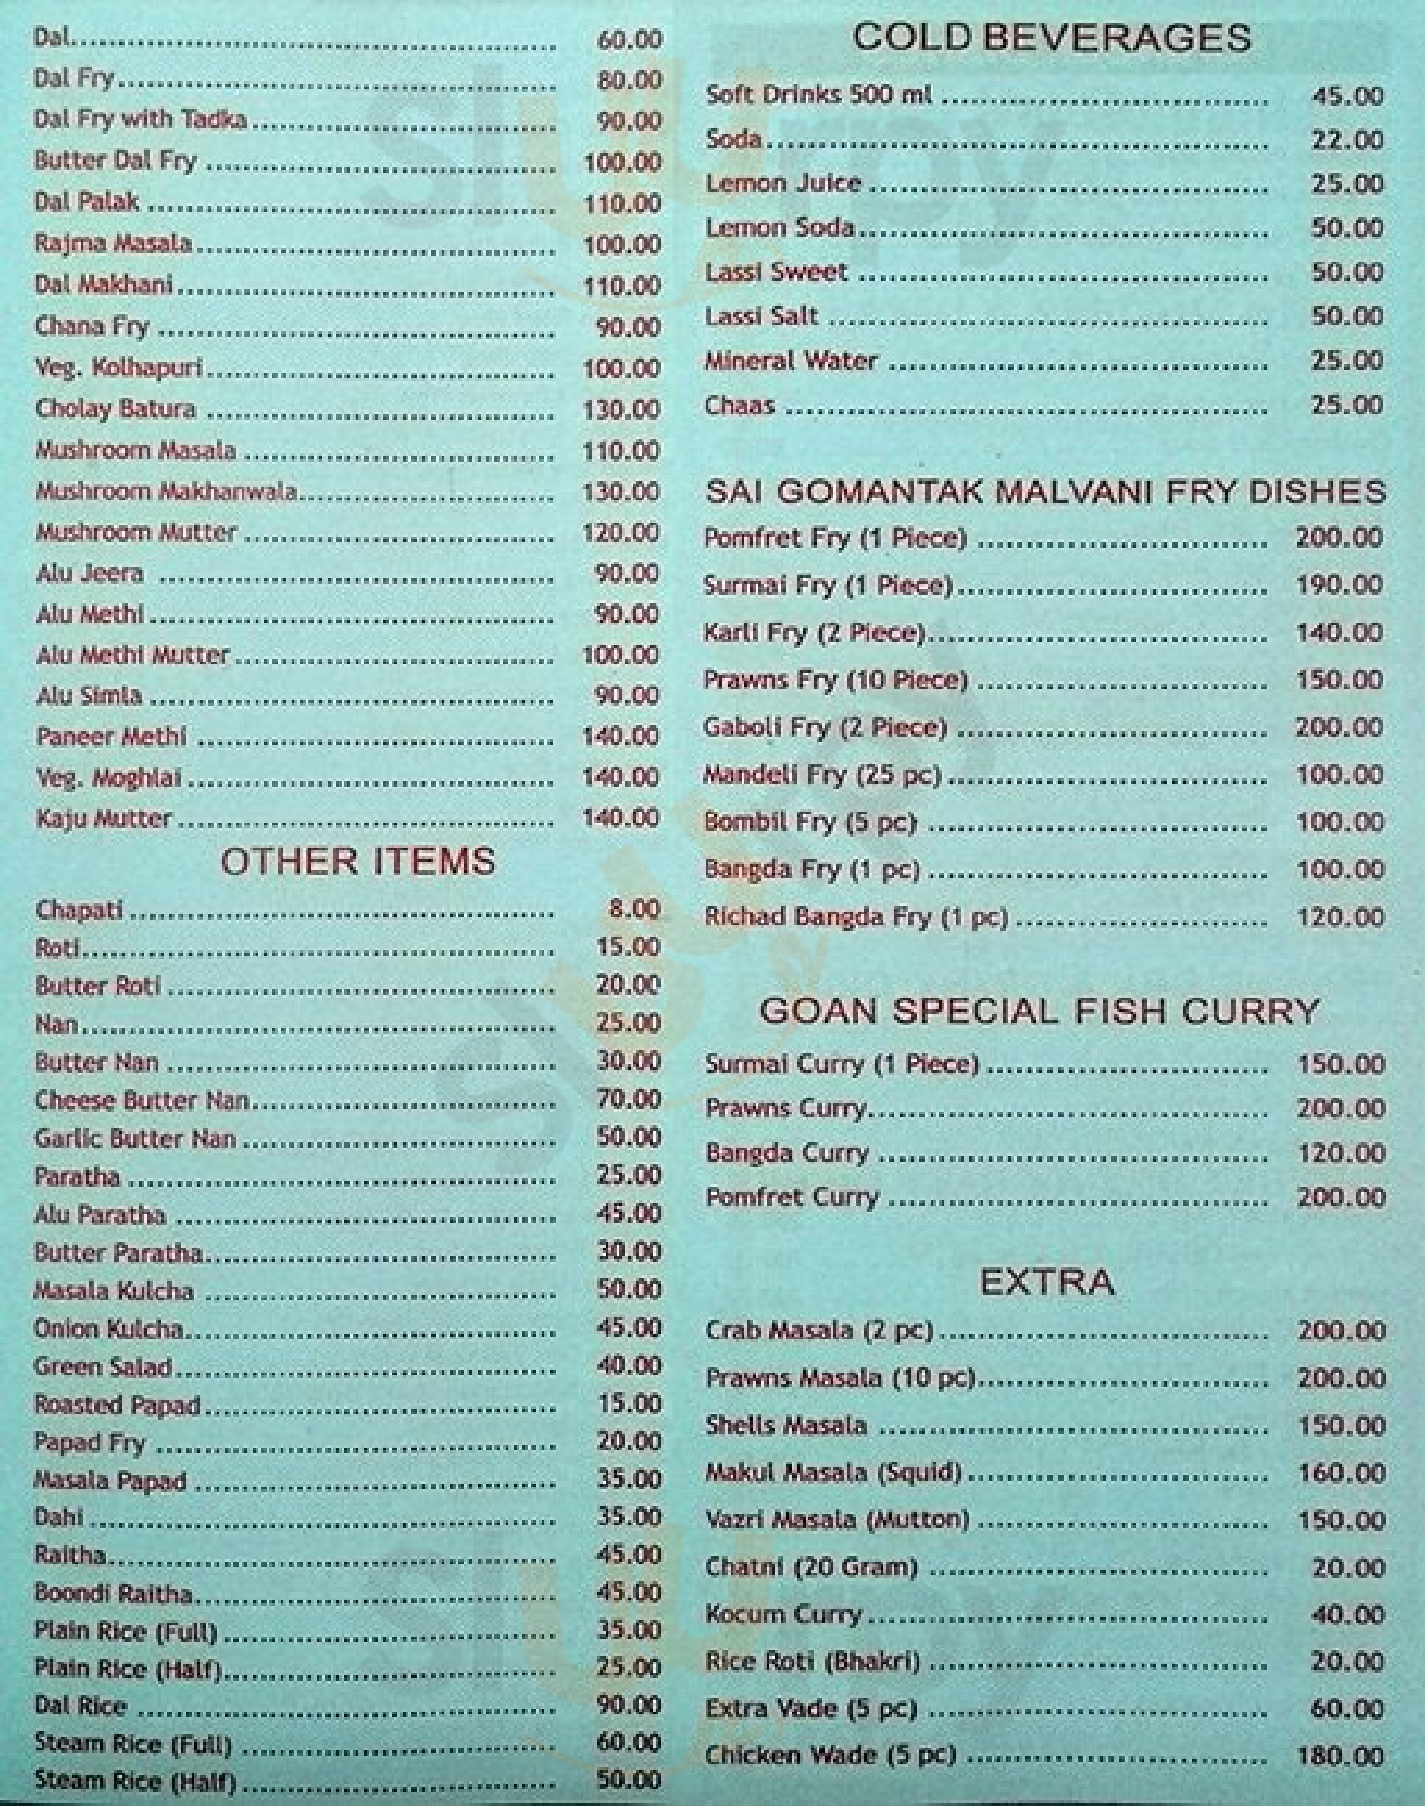 Dal.......... 60.00
Dal Fry.......... 80.00
Dal Fry with Tadka.......... 90.00
Butter Dal Fry .......... 100.00
Dal Palak .......... 110.00
Rajma Masala.......... 100.00
Dal Makhani.......... 110.00
Chana Fry .......... 90.00
Veg. Kolhapuri.......... 100.00
Cholay Batura .......... 130.00
Mushroom Masala .......... 110.00
Mushroom Makhanwala.......... 130.00
Mushroom Mutter .......... 120.00
Alu Jeera .......... 90.00
Alu Methi .......... 90.00
Alu Methi Mutter .......... 100.00
Alu Simla .......... 90.00
Paneer Methi .......... 140.00
Veg. Moghlai .......... 140.00
Kaju Mutter .......... 140.00
OTHER ITEMS
Chapati .......... 8.00
Roti.......... 15.00
Butter Roti .......... 20.00
Nan.......... 25.00
Butter Nan .......... 30.00
Cheese Butter Nan.......... 70.00
Garlic Butter Nan .......... 50.00
Paratha .......... 25.00
Alu Paratha .......... 45.00
Butter Paratha.......... 30.00
Masala Kulcha .......... 50.00
Onion Kulcha.......... 45.00
Green Salad.......... 40.00
Roasted Papad.......... 15.00
Papad Fry .......... 20.00
Masala Papad .......... 35.00
Dahi .......... 35.00
Raitha.......... 45.00
Boondi Raitha.......... 45.00
Plain Rice (Full) .......... 35.00
Plain Rice (Half).......... 25.00
Dal Rice .......... 90.00
Steam Rice (Full) .......... 60.00
Steam Rice (Half) .......... 50.00
COLD BEVERAGES
Soft Drinks 500 ml .......... 45.00
Soda.......... 22.00
Lemon Juice .......... 25.00
Lemon Soda.......... 50.00
Lassi Sweet .......... 50.00
Lassi Salt .......... 50.00
Mineral Water .......... 25.00
Chaas .......... 25.00
SAI GOMANTAK MALVANI FRY DISHES
Pomfret Fry (1 Piece) .......... 200.00
Surmai Fry (1 Piece).......... 190.00
Karli Fry (2 Piece).......... 140.00
Prawns Fry (10 Piece) .......... 150.00
Gaboli Fry (2 Piece) .......... 200.00
Mandeli Fry (25 pc) .......... 100.00
Bombil Fry (5 pc) .......... 100.00
Bangda Fry (1 pc) .......... 100.00
Richad Bangda Fry (1 pc) .......... 120.00
GOAN SPECIAL FISH CURRY
Surmai Curry (1 Piece) .......... 150.00
Prawns Curry.......... 200.00
Bangda Curry .......... 120.00
Pomfret Curry .......... 200.00
EXTRA
Crab Masala (2 pc) .......... 200.00
Prawns Masala (10 pc).......... 200.00
Shells Masala .......... 150.00
Makul Masala (Squid) .......... 160.00
Vazri Masala (Mutton) .......... 150.00
Chatni (20 Gram) .......... 20.00
Kocum Curry .......... 40.00
Rice Roti (Bhakri) .......... 20.00
Extra Vade (5 pc) .......... 60.00
Chicken Wade (5 pc) .......... 180.00
slurpy
slurpy
slurpy